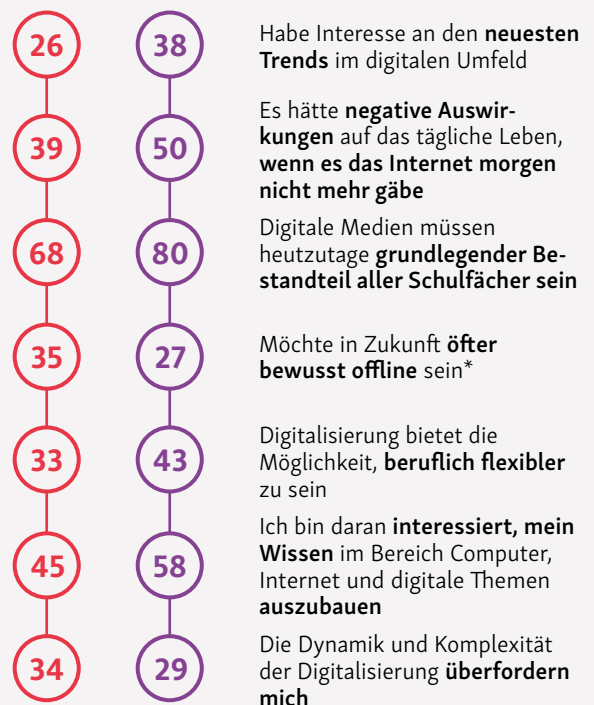 26 38 Habe Interesse an den neuesten
Trends im digitalen Umfeld
39 50 Es hätte negative Auswir-
kungen auf das tägliche Leben,
wenn es das Internet morgen
nicht mehr gäbe
68 80 Digitale Medien müssen
heutzutage grundlegender Be-
standteil aller Schulfächer sein
35 27 Möchte in Zukunft öfter
bewusst offline sein*
33 43 Digitalisierung bietet die
Möglichkeit, beruflich flexibler
zu sein
45 58 Ich bin daran interessiert, mein
Wissen im Bereich Computer,
Internet und digitale Themen
auszubauen
34 29 Die Dynamik und Komplexität
der Digitalisierung überfordern
mich